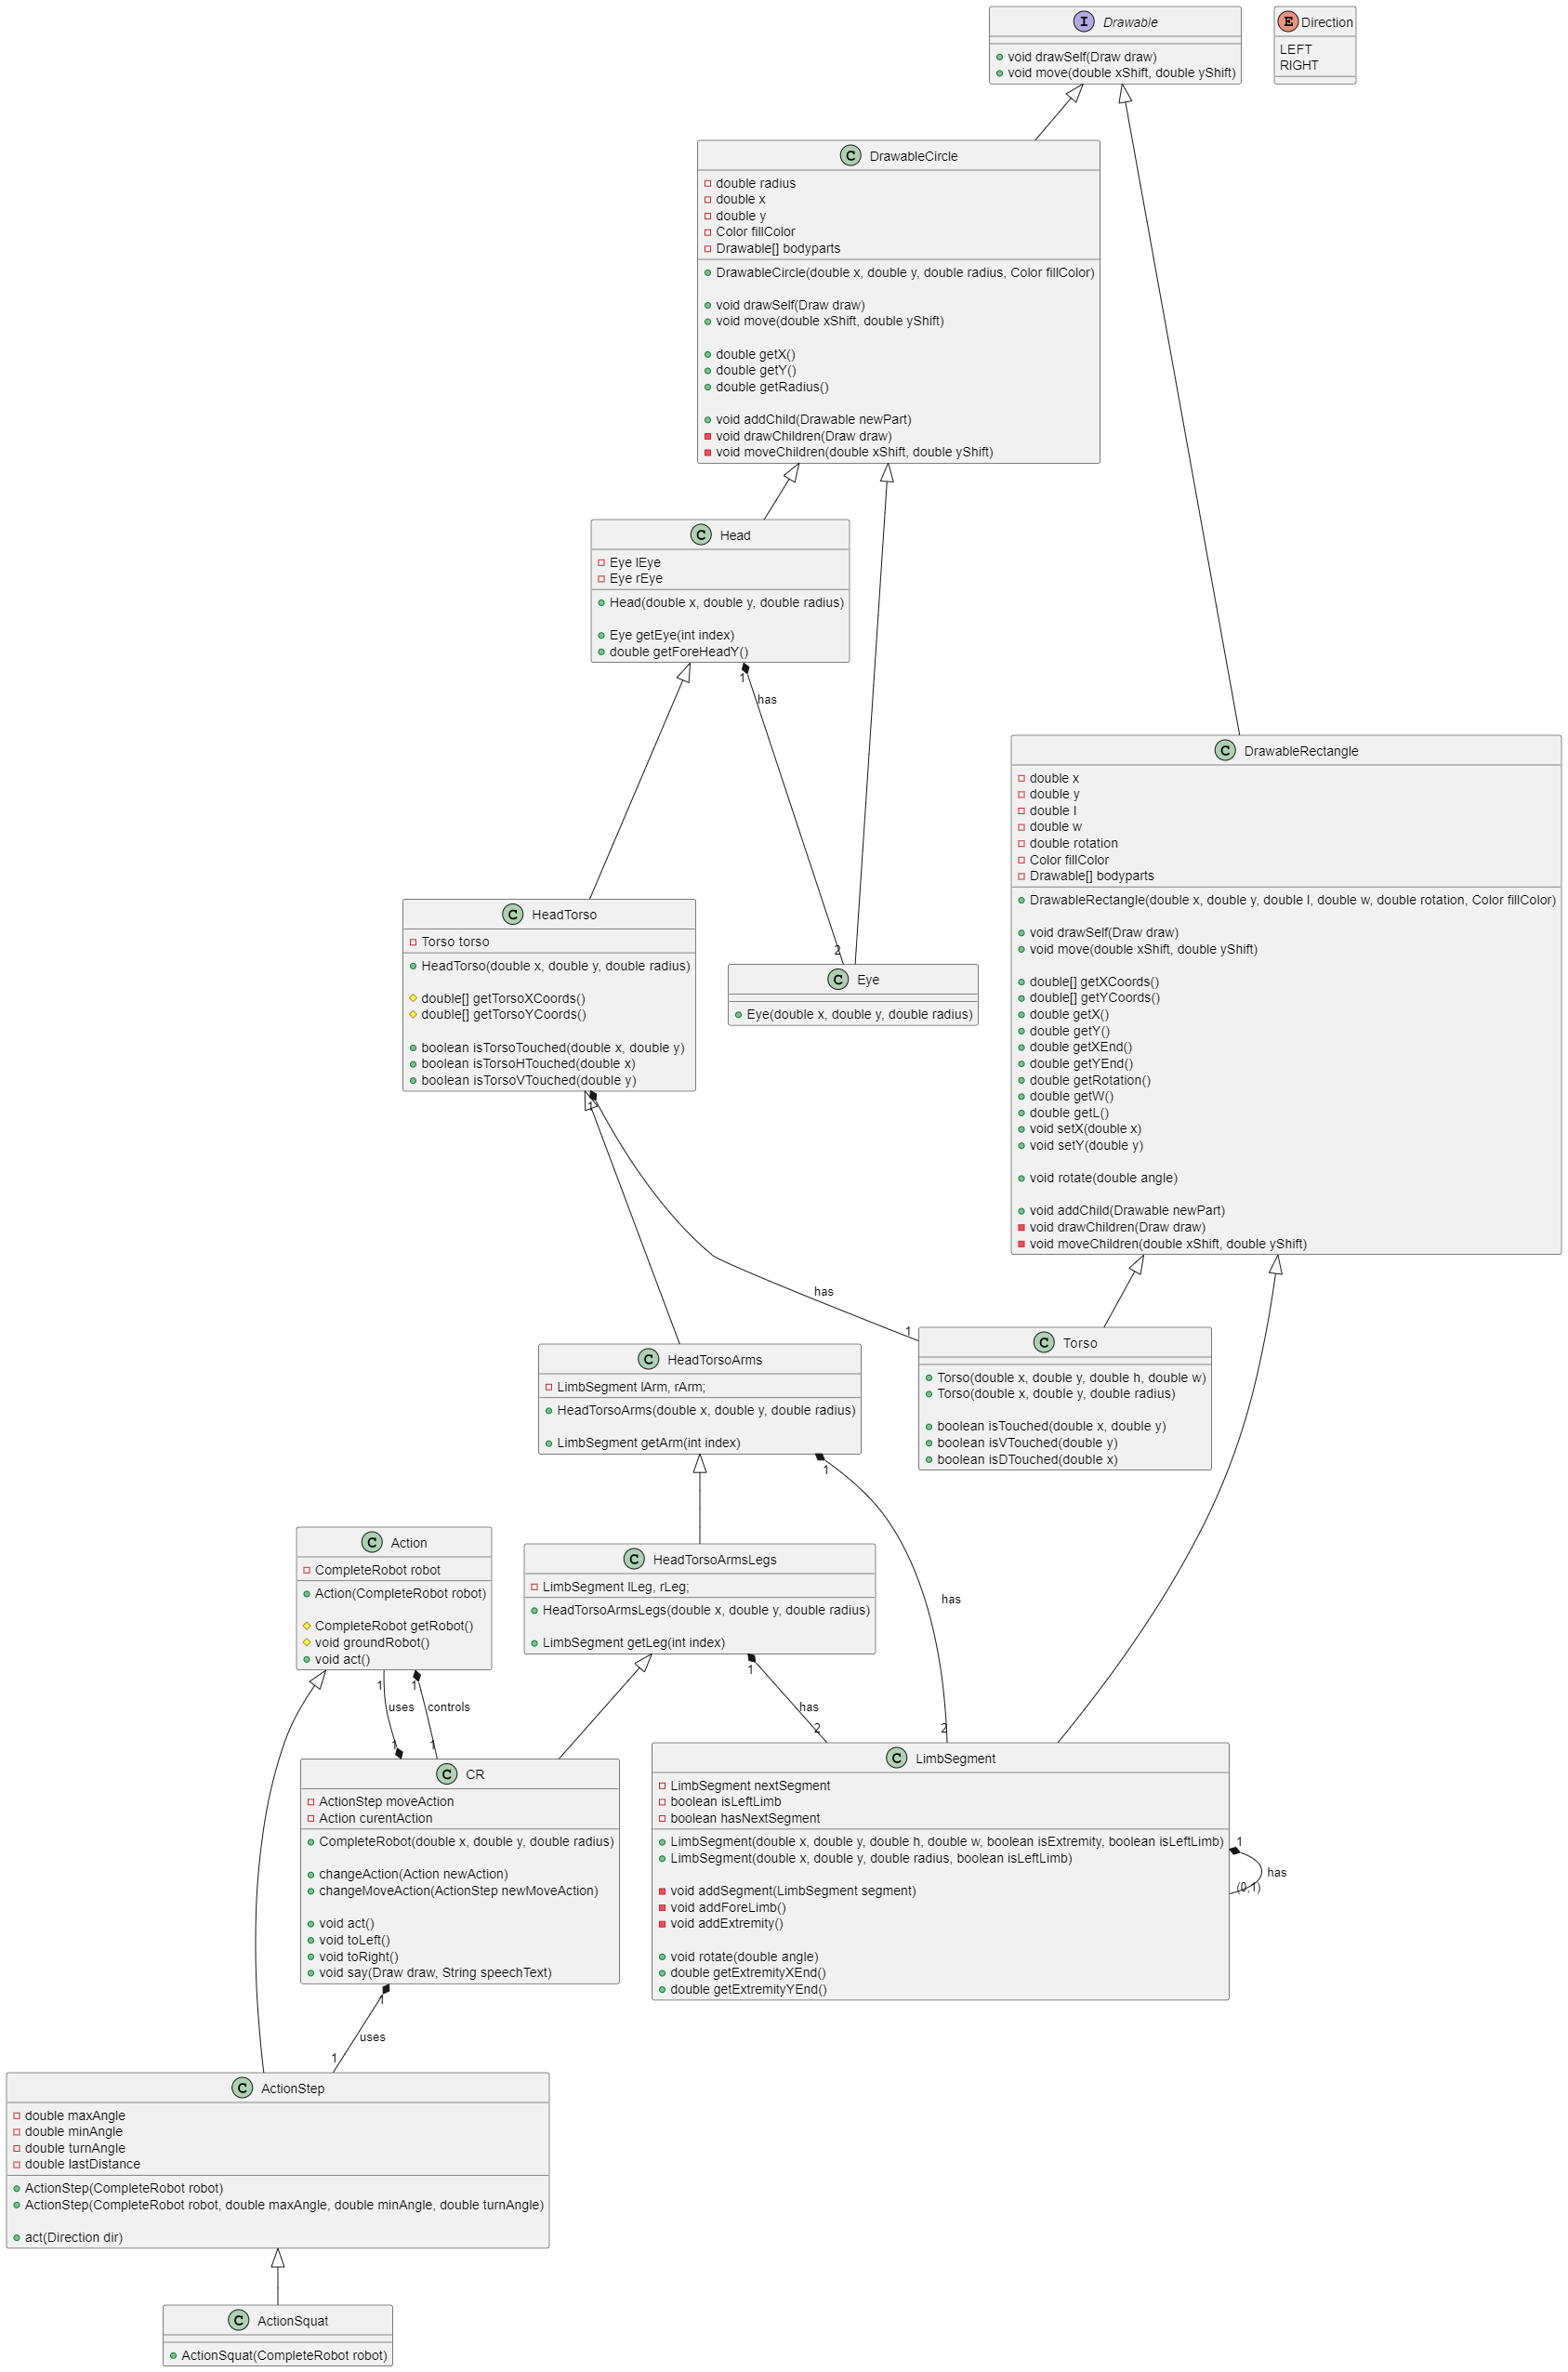 I Drawable
void drawSelf(Draw draw)
void move(double xShift, double yShift)
E Direction
LEFT
RIGHT
C DrawableCircle
double radius
double x
double y
Color fillColor
Drawable[] bodyparts
DrawableCircle(double x, double y, double radius, Color fillColor)
void drawSelf(Draw draw)
void move(double xShift, double yShift)
double getX()
double getY()
double getRadius()
void addChild(Drawable newPart)
void drawChildren(Draw draw)
void moveChildren(double xShift, double yShift)
C Head
Eye lEye
Eye rEye
Head(double x, double y, double radius)
Eye getEye(int index)
double getForeHeadY()
1
has
2
C DrawableRectangle
double x
double y
double l
double w
double rotation
Color fillColor
Drawable[] bodyparts
DrawableRectangle(double x, double y, double l, double w, double rotation, Color fillColor)
void drawSelf(Draw draw)
void move(double xShift, double yShift)
double[] getXCoords()
double[] getYCoords()
double getX()
double getY()
double getXEnd()
double getYEnd()
double getRotation()
double getW()
double getL()
void setX(double x)
void setY(double y)
void rotate(double angle)
void addChild(Drawable newPart)
void drawChildren(Draw draw)
void moveChildren(double xShift, double yShift)
C HeadTorso
Torso torso
HeadTorso(double x, double y, double radius)
double[] getTorsoXCoords()
double[] getTorsoYCoords()
boolean isTorsoTouched(double x, double y)
boolean isTorsoHTouched(double x)
boolean isTorsoVTouched(double y)
C Eye
Eye(double x, double y, double radius)
1
has
1
C HeadTorsoArms
LimbSegment lArm, rArm;
HeadTorsoArms(double x, double y, double radius)
LimbSegment getArm(int index)
C Torso
Torso(double x, double y, double h, double w)
Torso(double x, double y, double radius)
boolean isTouched(double x, double y)
boolean isVTouched(double y)
boolean isDTouched(double x)
1
has
2
C Action
CompleteRobot robot
Action(CompleteRobot robot)
CompleteRobot getRobot()
void groundRobot()
void act()
C HeadTorsoArmsLegs
LimbSegment lLeg, rLeg;
HeadTorsoArmsLegs(double x, double y, double radius)
LimbSegment getLeg(int index)
1
uses
1
1
controls
1
1
has
2
C CR
ActionStep moveAction
Action curentAction
CompleteRobot(double x, double y, double radius)
changeAction(Action newAction)
changeMoveAction(ActionStep newMoveAction)
void act()
void toLeft()
void toRight()
void say(Draw draw, String speechText)
C LimbSegment
LimbSegment nextSegment
boolean isLeftLimb
boolean hasNextSegment
LimbSegment(double x, double y, double h, double w, boolean isExtremity, boolean isLeftLimb)
LimbSegment(double x, double y, double radius, boolean isLeftLimb)
void addSegment(LimbSegment segment)
void addForeLimb()
void addExtremity()
void rotate(double angle)
double getExtremityXEnd()
double getExtremityYEnd()
1
has
(0,1)
1
uses
1
C ActionStep
double maxAngle
double minAngle
double turnAngle
double lastDistance
ActionStep(CompleteRobot robot)
ActionStep(CompleteRobot robot, double maxAngle, double minAngle, double turnAngle)
act(Direction dir)
C ActionSquat
ActionSquat(CompleteRobot robot)